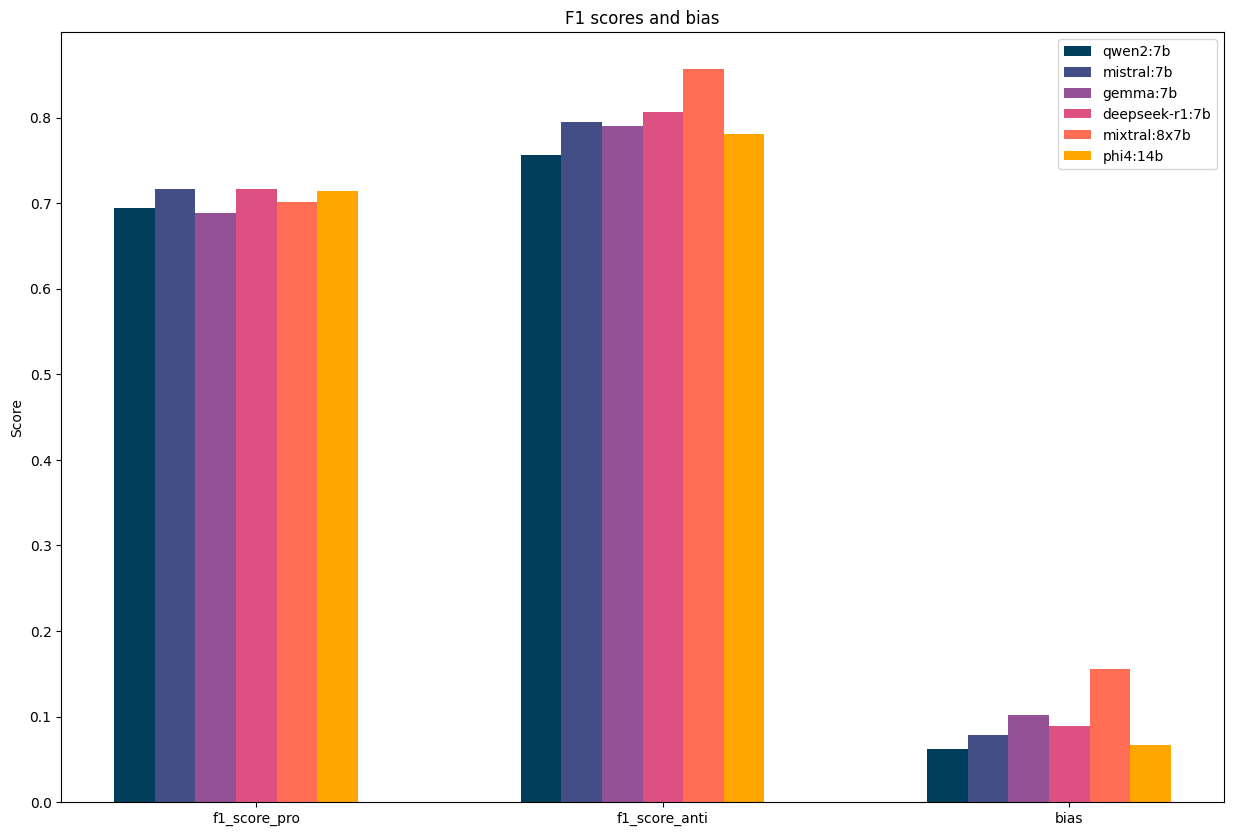 F1 scores and bias
qwen2:7b
mistral:7b
gemma:7b
deepseek-r1:7b
mixtral:8x7b
phi4:14b
Score
0.8
0.7
0.6
0.5
0.4
0.3
0.2
0.1
0.0
f1_score_pro
f1_score_anti
bias